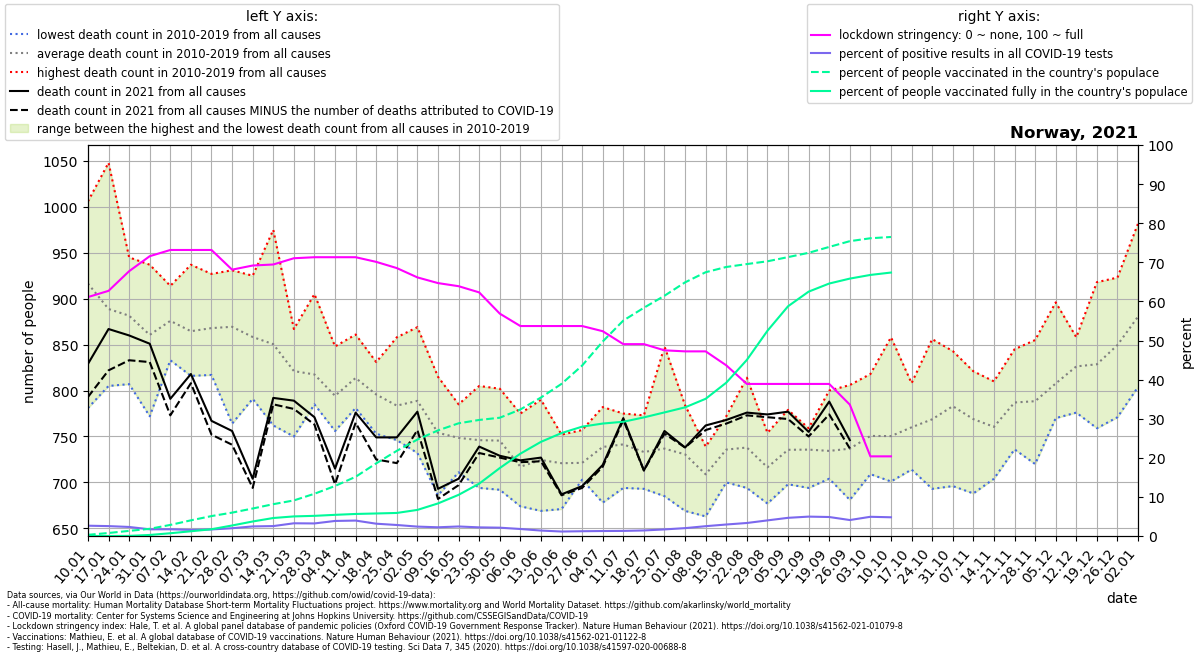 left Y axis:
lowest death count in 2010-2019 from all causes
average death count in 2010-2019 from all causes
highest death count in 2010-2019 from all causes
death count in 2021 from all causes
death count in 2021 from all causes MINUS the number of deaths attributed to COVID-19
range between the highest and the lowest death count from all causes in 2010-2019
right Y axis:
lockdown stringency: 0 ~ none, 100 ~ full
percent of positive results in all COVID-19 tests
percent of people vaccinated in the country's populace
percent of people vaccinated fully in the country's populace
Norway, 2021
number of people
1050
1000
950
900
850
800
750
700
650
100
90
80
70
60
50
40
30
20
10
0
percent
10.01 17.01 24.01 31.01 07.02 14.02 21.02 28.02 07.03 14.03 21.03 28.03 04.04 11.04 18.04 25.04 02.05 09.05 16.05 23.05 30.05 06.06 13.06 20.06 27.06 04.07 11.07 18.07 25.07 01.08 08.08 15.08 22.08 29.08 05.09 12.09 19.09 26.09 03.10 10.10 17.10 24.10 31.10 07.11 14.11 21.11 28.11 05.12 12.12 19.12 26.12 02.01
date
Data sources, via Our World in Data (https://ourworldindata.org, https://github.com/owid/covid-19-data):
- All-cause mortality: Human Mortality Database Short-term Mortality Fluctuations project. https://www.mortality.org and World Mortality Dataset. https://github.com/akarlinsky/world_mortality
- COVID-19 mortality: Center for Systems Science and Engineering at Johns Hopkins University. https://github.com/CSSEGISandData/COVID-19
- Lockdown stringency index: Hale, T. et al. A global panel database of pandemic policies (Oxford COVID-19 Government Response Tracker). Nature Human Behaviour (2021). https://doi.org/10.1038/s41562-021-01079-8
- Vaccinations: Mathieu, E. et al. A global database of COVID-19 vaccinations. Nature Human Behaviour (2021). https://doi.org/10.1038/s41562-021-01122-8
- Testing: Hasell, J., Mathieu, E., Beltekian, D. et al. A cross-country database of COVID-19 testing. Sci Data 7, 345 (2020). https://doi.org/10.1038/s41597-020-00688-8